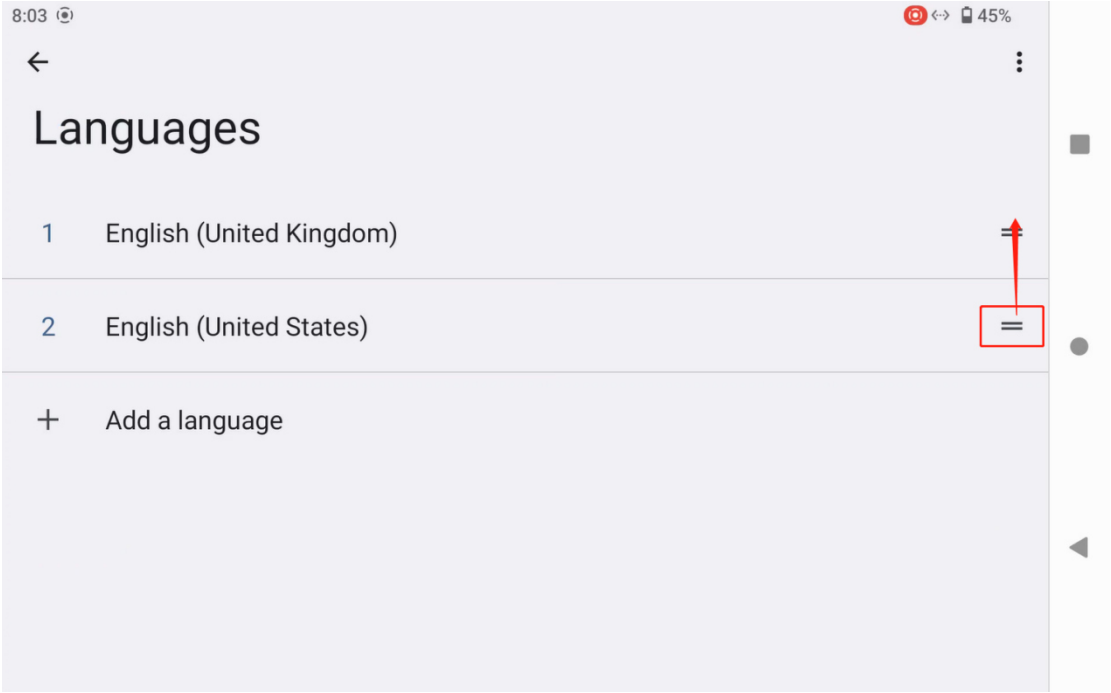 8:03 45%
Languages
1 English (United Kingdom)
2 English (United States)
+ Add a language